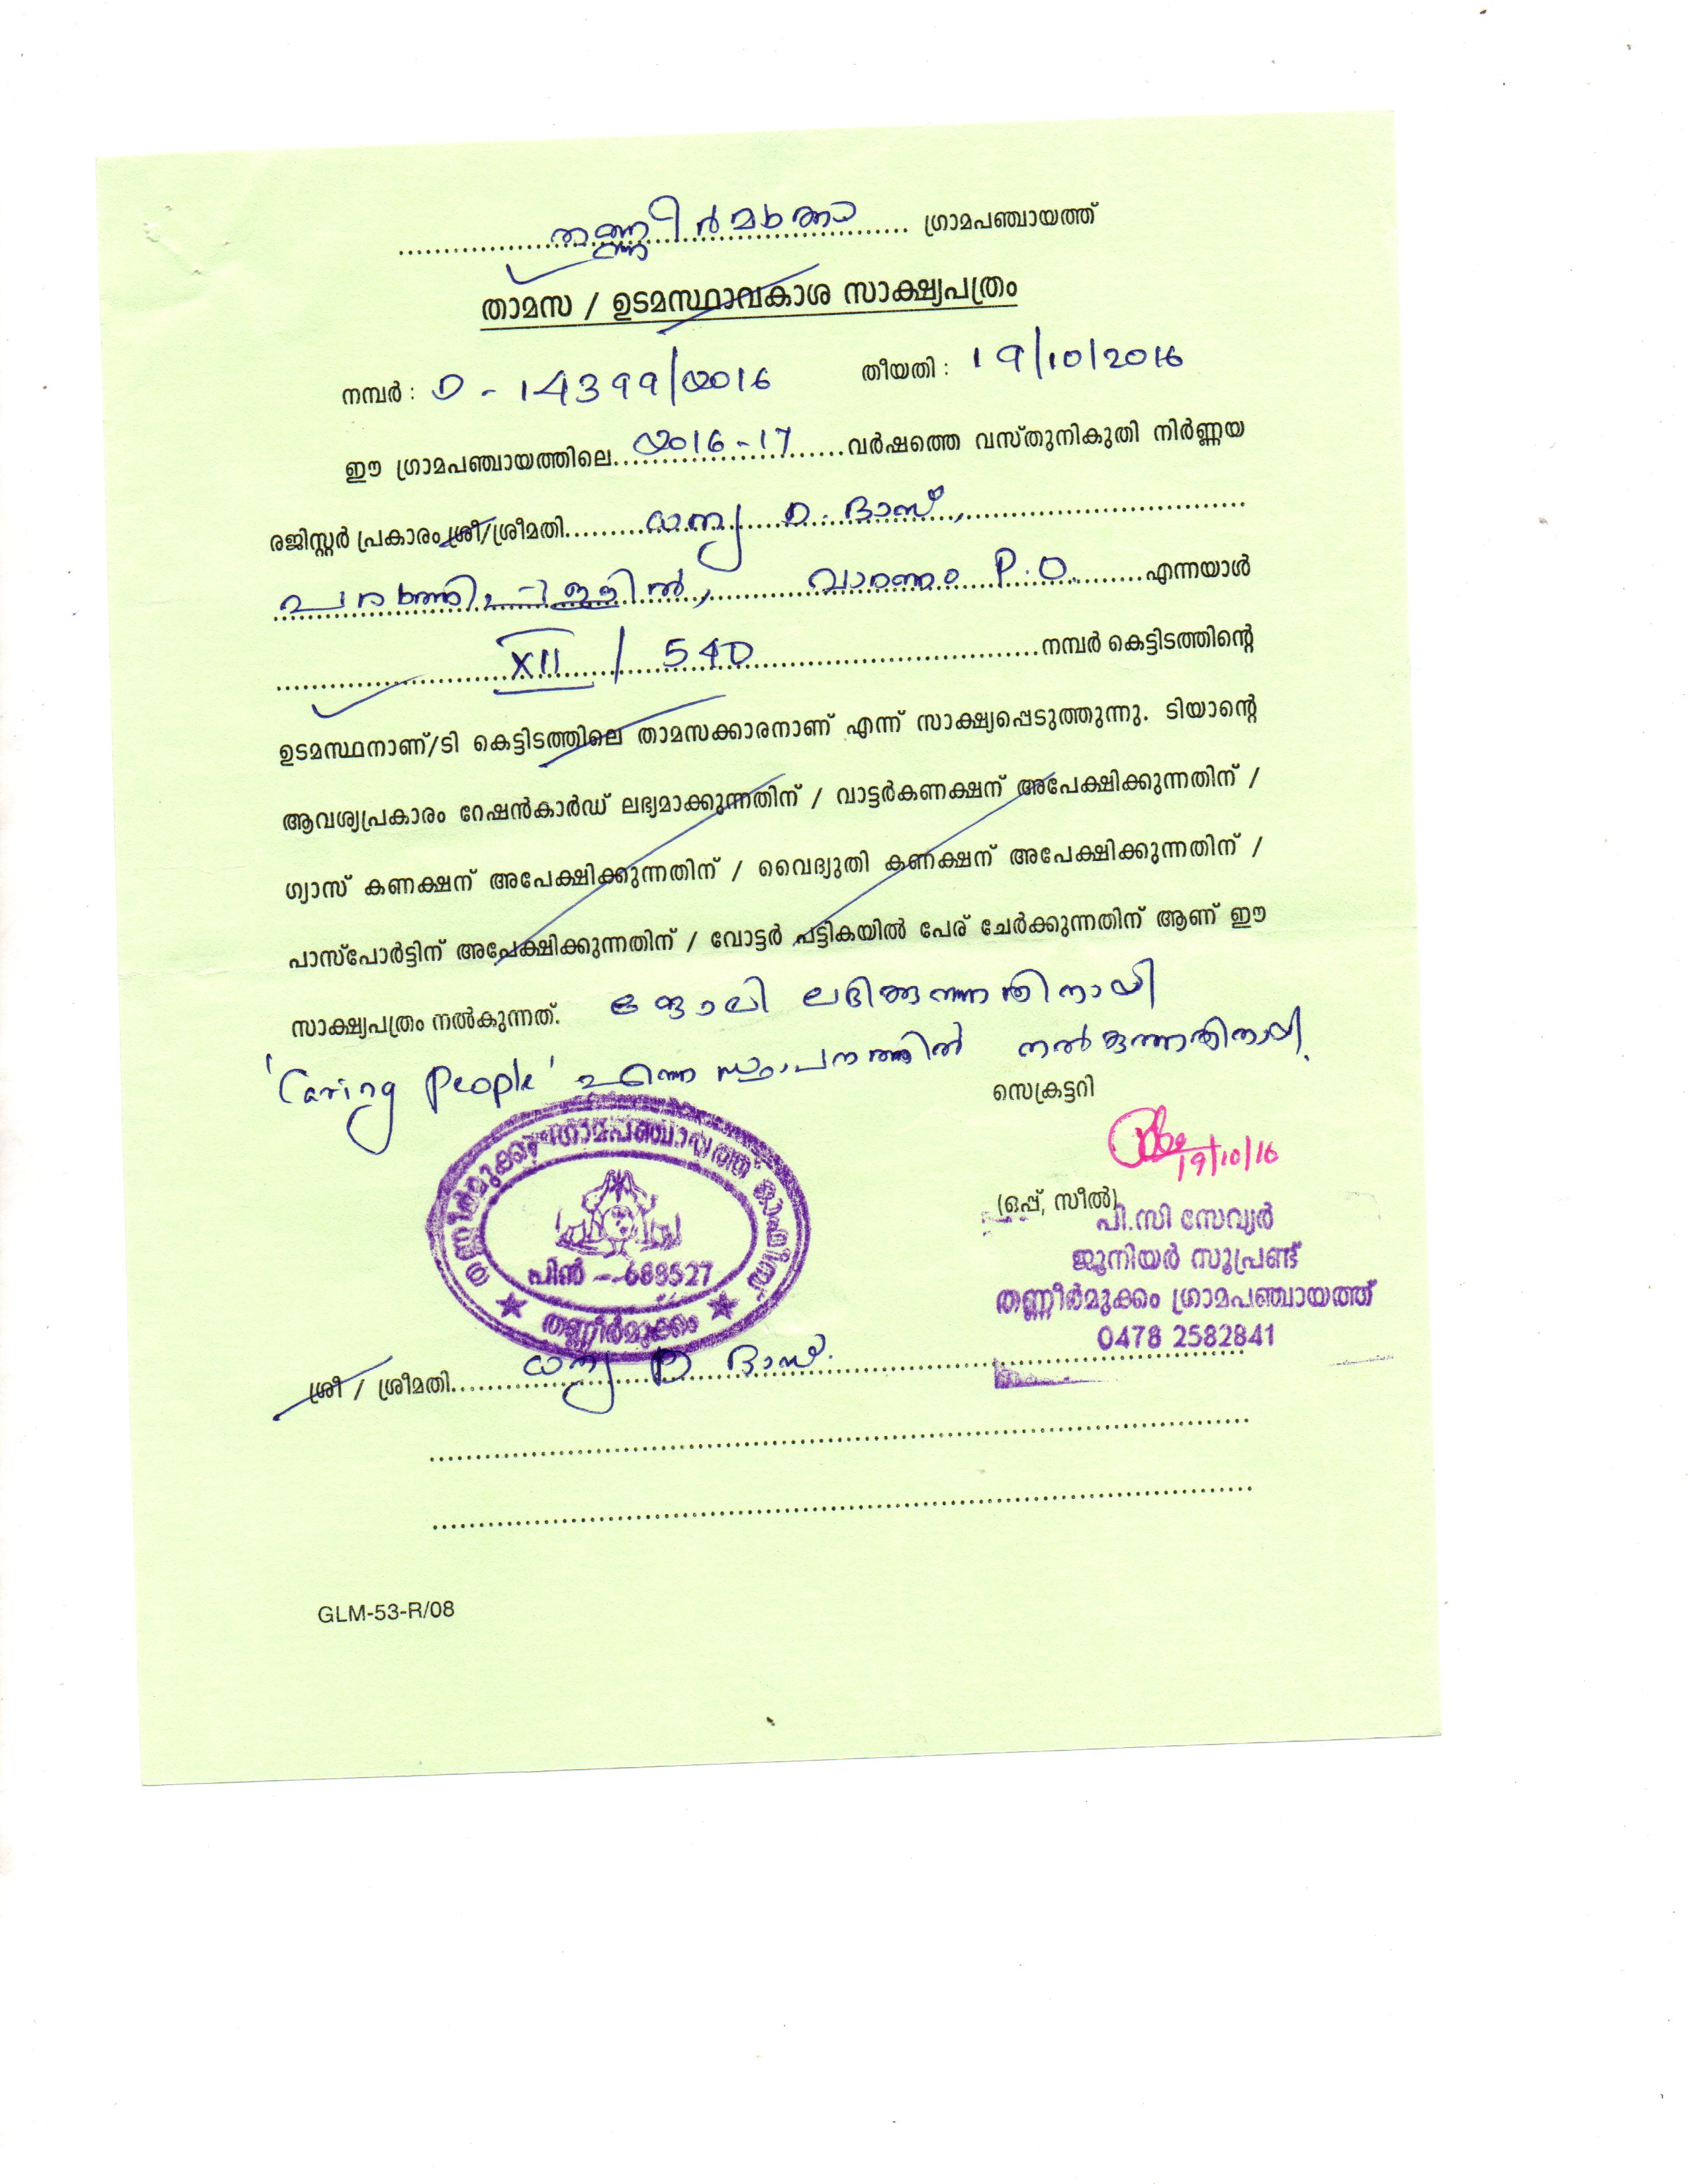 തണ്ണീർമുക്കം ഗ്രാമപഞ്ചായത്ത്
താമസ / ഉടമസ്ഥാവകാശ സാക്ഷ്യപത്രം
നമ്പർ : D - 14399/2016 തീയതി : 19/10/2016
ഈ ഗ്രാമപഞ്ചായത്തിലെ 2016-17 വർഷത്തെ വസ്തുനികുതി നിർണ്ണയ
രജിസ്റ്റർ പ്രകാരം ശ്രീ/ശ്രീമതി ധന്യ D. ദാസ്,
വാരണം P.O. എന്നയാൾ
XII / 540 നമ്പർ കെട്ടിടത്തിന്റെ
ഉടമസ്ഥനാണ്/ടി കെട്ടിടത്തിലെ താമസക്കാരനാണ് എന്ന് സാക്ഷ്യപ്പെടുത്തുന്നു. ടിയാന്റെ
ആവശ്യപ്രകാരം റേഷൻകാർഡ് ലഭ്യമാക്കുന്നതിന് / വാട്ടർകണക്ഷന് അപേക്ഷിക്കുന്നതിന് /
ഗ്യാസ് കണക്ഷന് അപേക്ഷിക്കുന്നതിന് / വൈദ്യുതി കണക്ഷന് അപേക്ഷിക്കുന്നതിന് /
പാസ്പോർട്ടിന് അപേക്ഷിക്കുന്നതിന് / വോട്ടർ പട്ടികയിൽ പേര് ചേർക്കുന്നതിന് ആണ് ഈ
സാക്ഷ്യപത്രം നൽകുന്നത്. ജോലി ലഭിക്കുന്നതിനായി
'Caring People' എന്ന സ്ഥാപനത്തിൽ നൽകുന്നതിനായി.
സെക്രട്ടറി
19/10/16
(ഒപ്പ്, സീൽ)
പി.സി സേവ്യർ
ജൂനിയർ സൂപ്രണ്ട്
തണ്ണീർമുക്കം ഗ്രാമപഞ്ചായത്ത്
0478 2582841
തണ്ണീർമുക്കം ഗ്രാമപഞ്ചായത്ത് ഓഫീസ്
പിൻ - 688527
തണ്ണീർമുക്കം
ശ്രീ / ശ്രീമതി ധന്യ D ദാസ്.
GLM-53-R/08